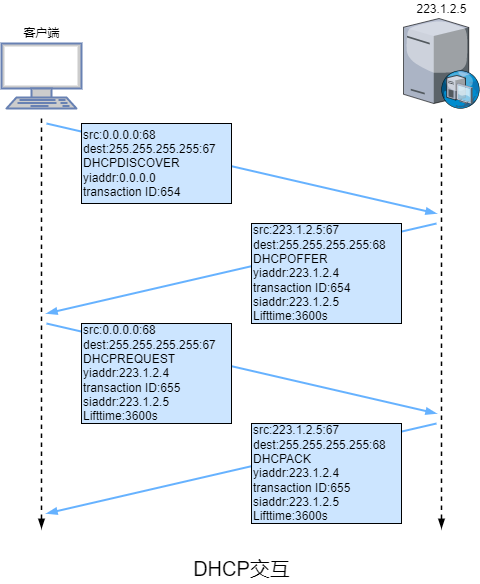 223.1.2.5
客户端
src:0.0.0.0:68
dest:255.255.255.255:67
DHCPDISCOVER
yiaddr:0.0.0.0
transaction ID:654
src:223.1.2.5:67
dest:255.255.255.255:68
DHCPOFFER
yiaddr:223.1.2.4
transaction ID:654
siaddr:223.1.2.5
Lifttime:3600s
src:0.0.0.0:68
dest:255.255.255.255:67
DHCPREQUEST
yiaddr:223.1.2.4
transaction ID:655
siaddr:223.1.2.5
Lifttime:3600s
src:223.1.2.5:67
dest:255.255.255.255:68
DHCPACK
yiaddr:223.1.2.4
transaction ID:655
siaddr:223.1.2.5
Lifttime:3600s
DHCP交互